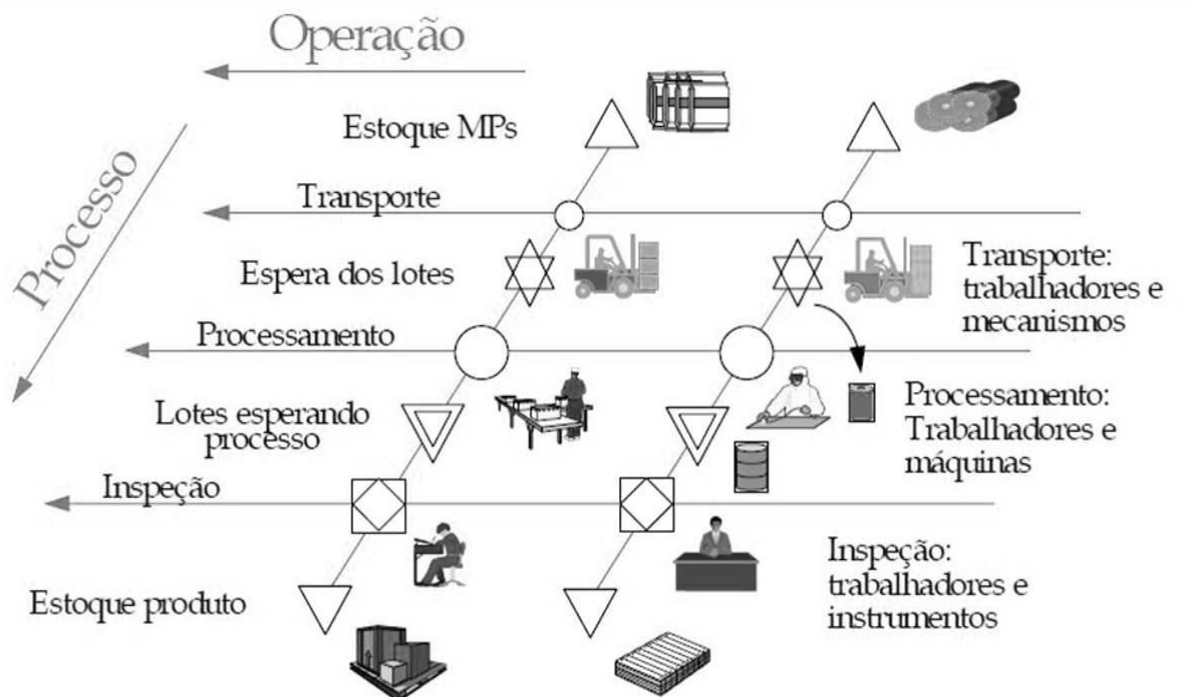 Operação
Processo
Estoque MPs
Transporte
Espera dos lotes
Transporte:
trabalhadores e
mecanismos
Processamento
Lotes esperando
processo
Processamento:
Trabalhadores e
máquinas
Inspeção
Inspeção:
trabalhadores e
instrumentos
Estoque produto